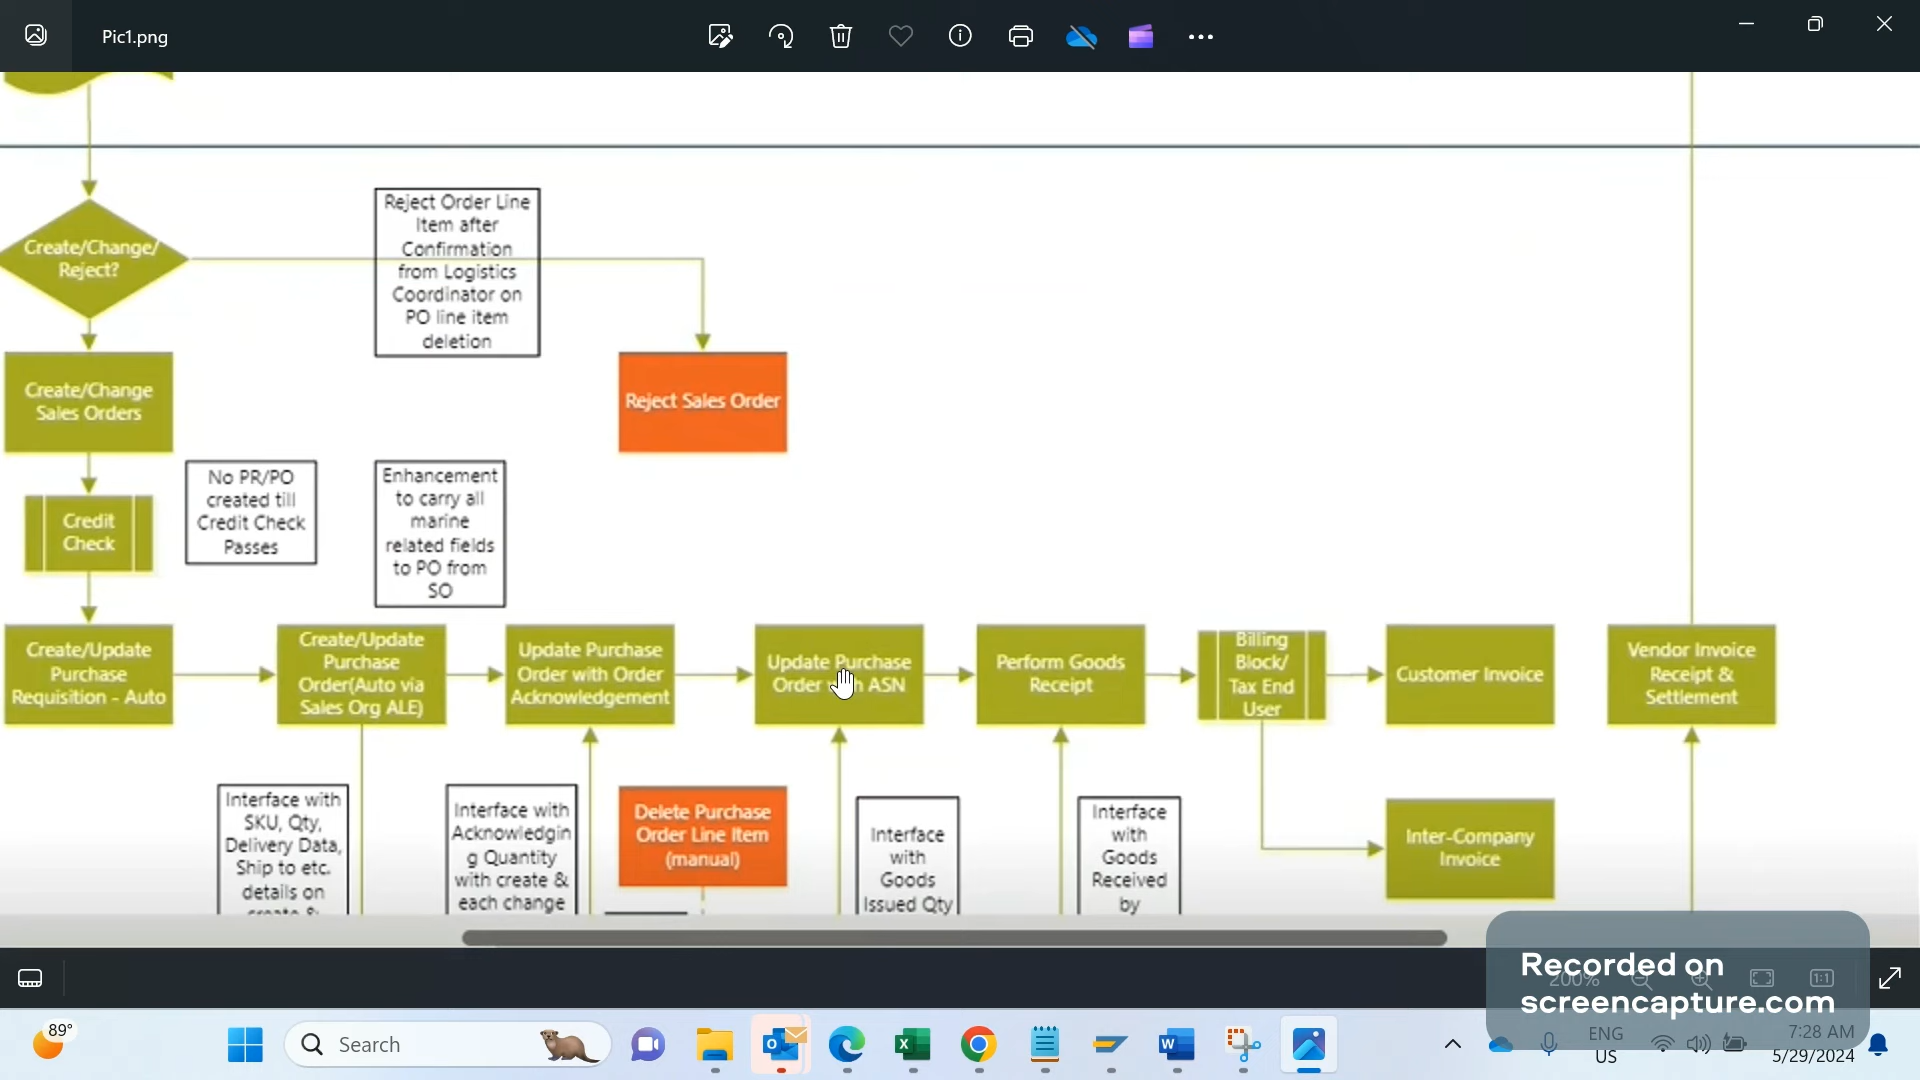 Pic1.png
Create/Change/
Reject?
Reject Order Line
Item after
Confirmation
from Logistics
Coordinator on
PO line item
deletion
Create/Change
Sales Orders
Reject Sales Order
No PR/PO
created till
Credit Check
Passes
Enhancement
to carry all
marine
related fields
to PO from
SO
Credit
Check
Create/Update
Purchase
Requisition - Auto
Create/Update
Purchase
Order(Auto via
Sales Org ALE)
Update Purchase
Order with Order
Acknowledgement
Update Purchase
Order with ASN
Perform Goods
Receipt
Billing
Block/
Tax End
User
Customer Invoice
Vendor Invoice
Receipt &
Settlement
Interface with
SKU, Qty,
Delivery Data,
Ship to etc.
details on
create &
Interface with
Acknowledgin
g Quantity
with create &
each change
Delete Purchase
Order Line Item
(manual)
Interface
with
Goods
Issued Qty
Interface
with
Goods
Received
by
Inter-Company
Invoice
200%
1:1
Recorded on
screencapture.com
89°
Search
ENG
US
7:28 AM
5/29/2024